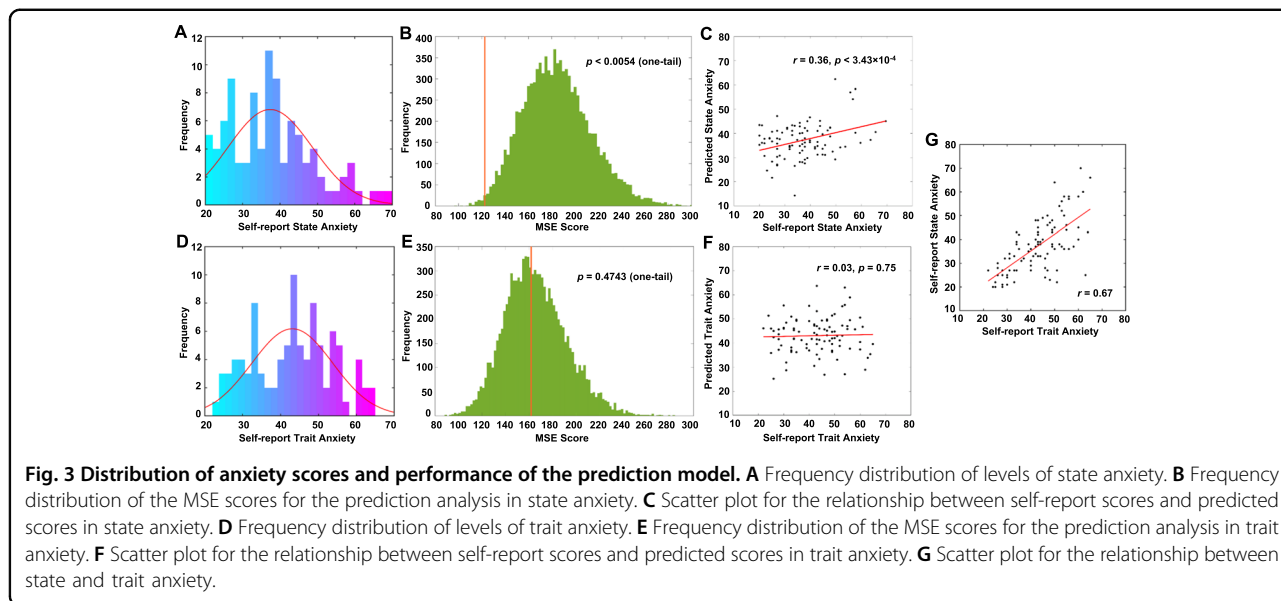 A
12
10
8
6
4
2
0
Frequency
20 30 40 50 60 70
Self-report State Anxiety
B
400
350
300
250
200
150
100
50
0
Frequency
p < 0.0054 (one-tail)
80 100 120 140 160 180 200 220 240 260 280 300
MSE Score
C
80
70
60
50
40
30
20
10
Predicted State Anxiety
r = 0.36, p < 3.43×10⁻⁴
10 20 30 40 50 60 70 80
Self-report State Anxiety
D
12
10
8
6
4
2
0
Frequency
20 30 40 50 60 70
Self-report Trait Anxiety
E
350
300
250
200
150
100
50
0
Frequency
p = 0.4743 (one-tail)
80 100 120 140 160 180 200 220 240 260 280 300
MSE Score
F
80
70
60
50
40
30
20
10
Predicted Trait Anxiety
r = 0.03, p = 0.75
10 20 30 40 50 60 70 80
Self-report Trait Anxiety
G
80
70
60
50
40
30
20
10
Self-report State Anxiety
r = 0.67
10 20 30 40 50 60 70 80
Self-report Trait Anxiety
Fig. 3 Distribution of anxiety scores and performance of the prediction model. A Frequency distribution of levels of state anxiety. B Frequency
distribution of the MSE scores for the prediction analysis in state anxiety. C Scatter plot for the relationship between self-report scores and predicted
scores in state anxiety. D Frequency distribution of levels of trait anxiety. E Frequency distribution of the MSE scores for the prediction analysis in trait
anxiety. F Scatter plot for the relationship between self-report scores and predicted scores in trait anxiety. G Scatter plot for the relationship between
state and trait anxiety.